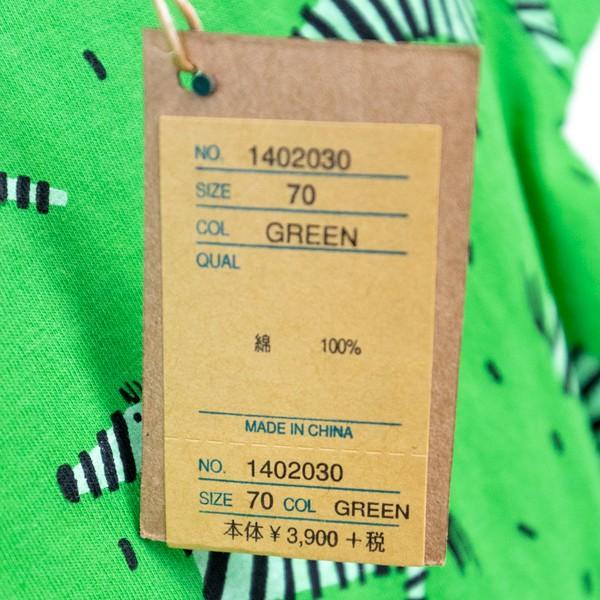 NO. 1402030
SIZE 70
COL GREEN
QUAL
綿 100%
MADE IN CHINA
NO. 1402030
SIZE 70 COL GREEN
本体 ¥ 3,900 + 税